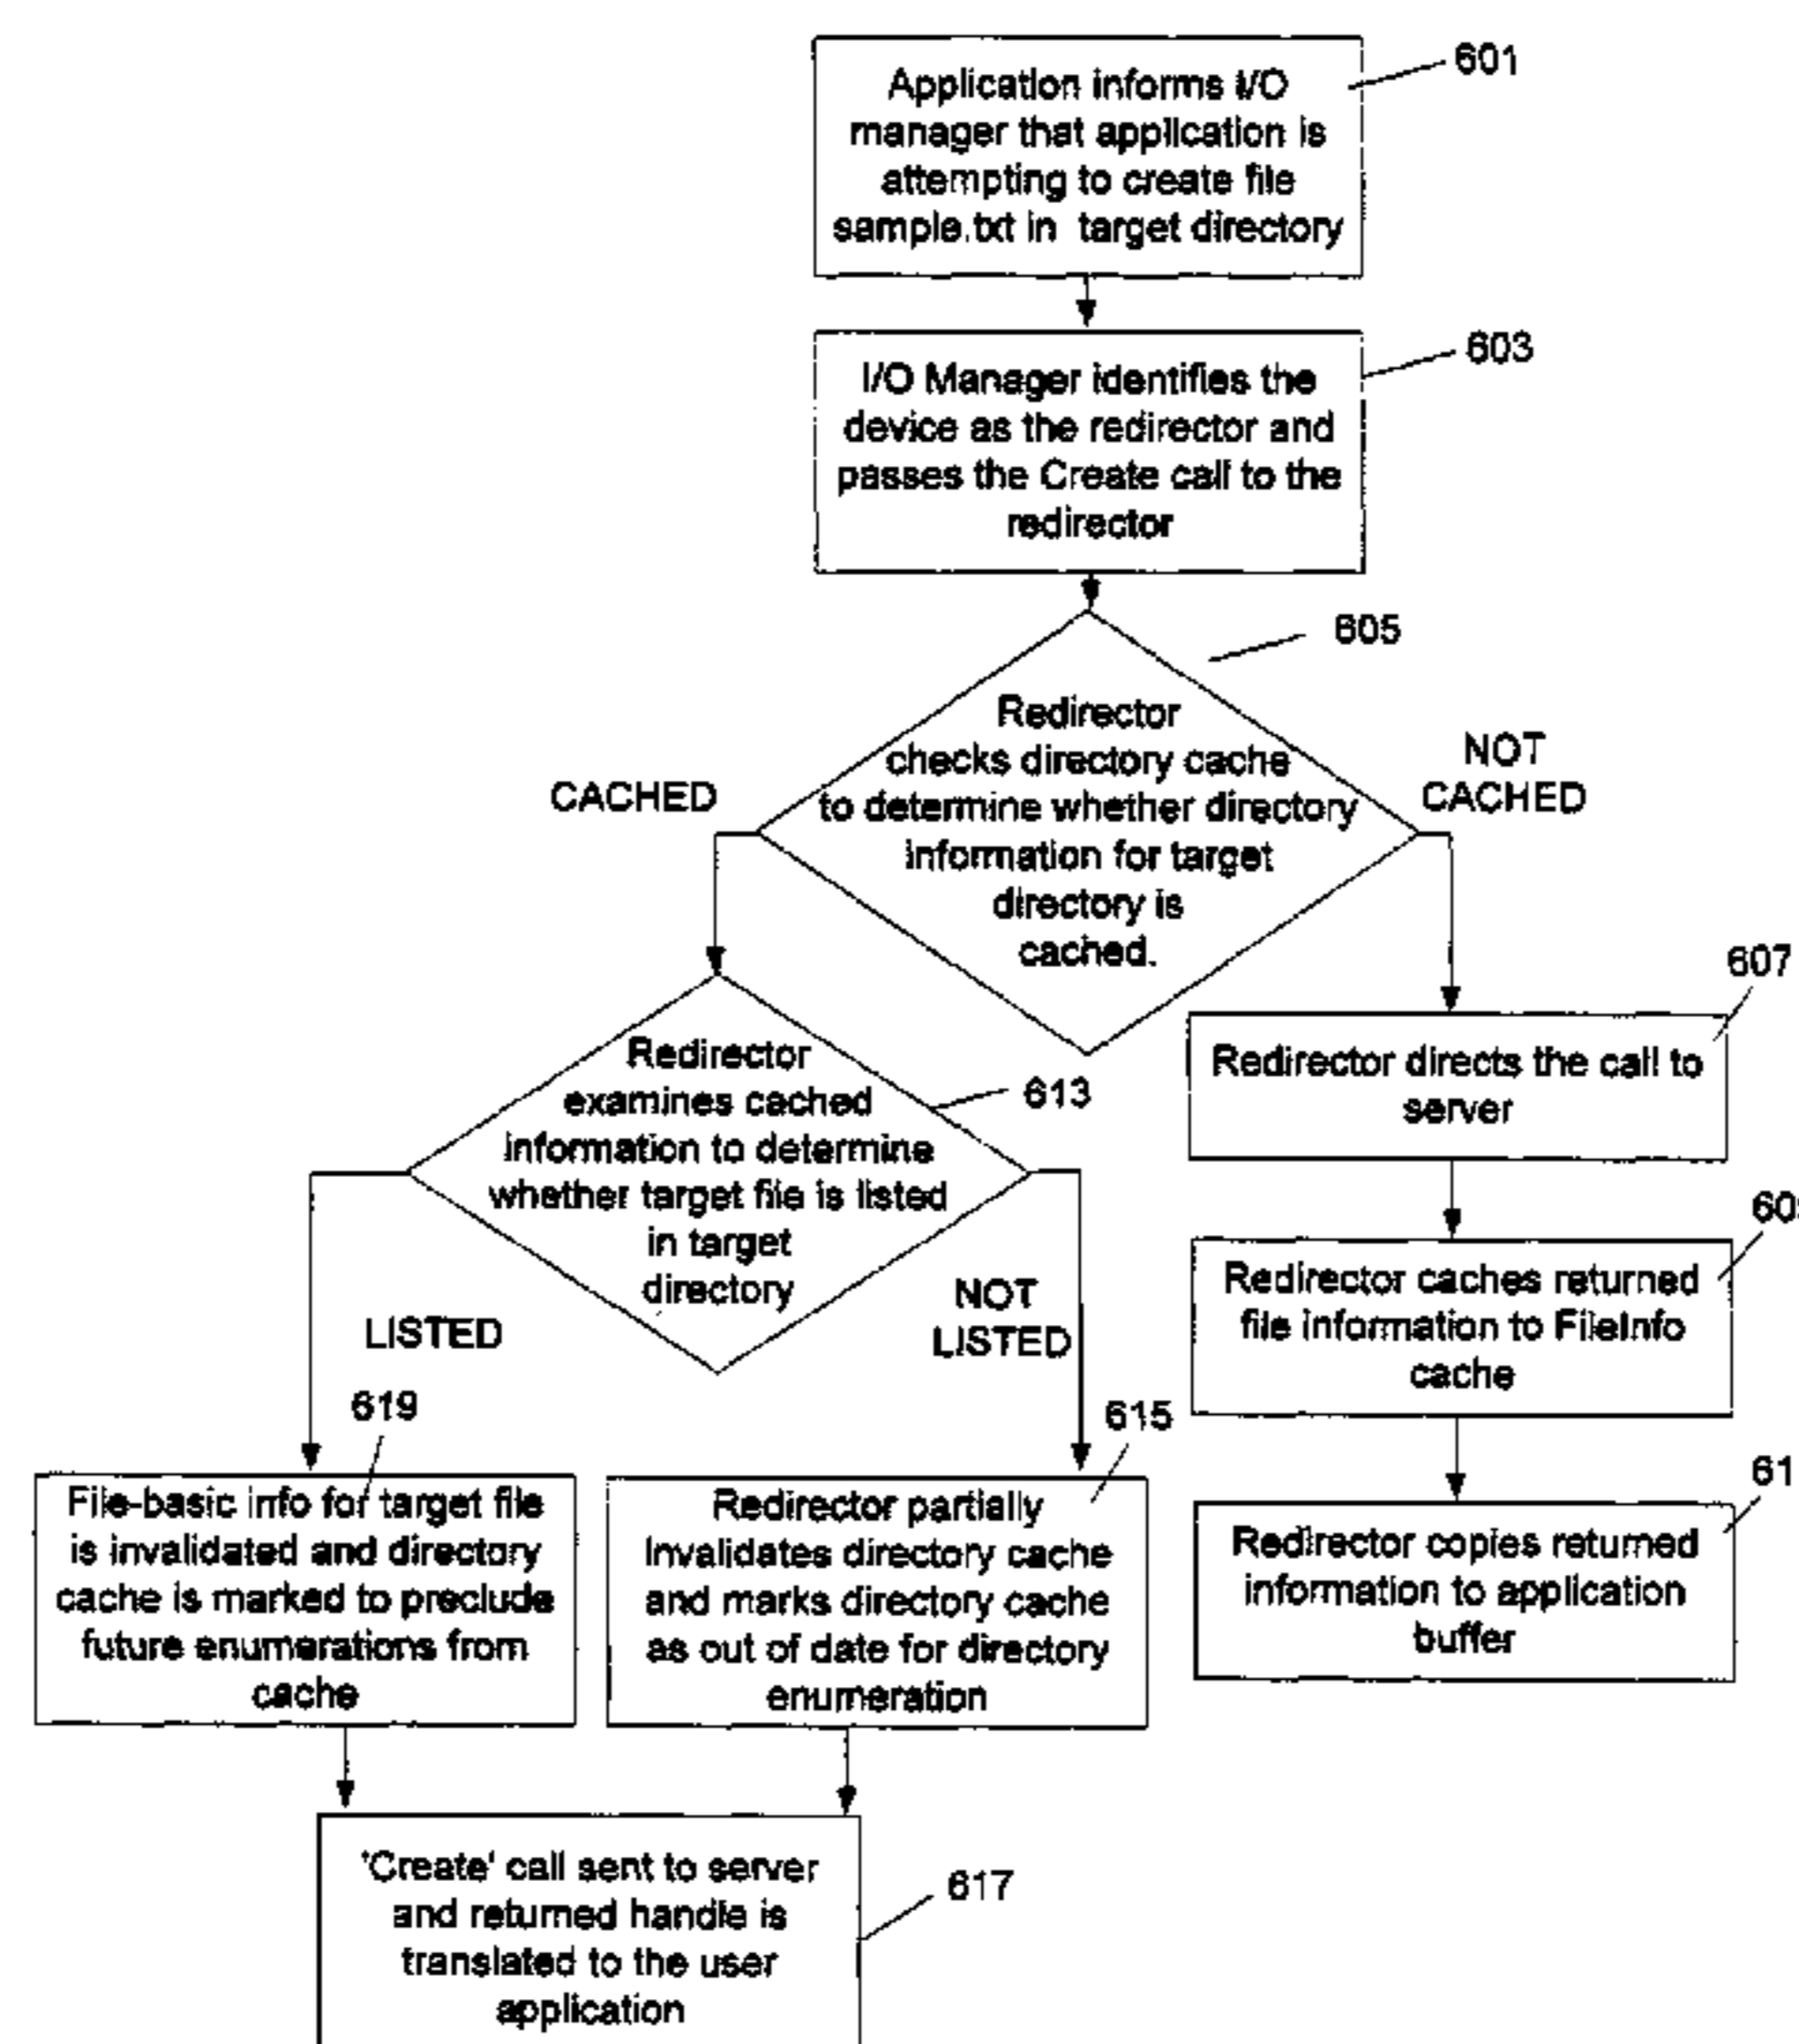 601
Application informs I/O
manager that application is
attempting to create file
sample.txt in target directory
603
I/O Manager identifies the
device as the redirector and
passes the Create call to the
redirector
605
Redirector
checks directory cache
to determine whether directory
information for target
directory is
cached.
CACHED
NOT
CACHED
607
Redirector directs the call to
server
Redirector
examines cached
information to determine
whether target file is listed
in target
directory
613
Redirector caches returned
file information to FileInfo
cache
LISTED
NOT
LISTED
619
615
61
File-basic info for target file
is invalidated and directory
cache is marked to preclude
future enumerations from
cache
Redirector partially
invalidates directory cache
and marks directory cache
as out of date for directory
enumeration
Redirector copies returned
information to application
buffer
'Create' call sent to server
and returned handle is
translated to the user
application
617